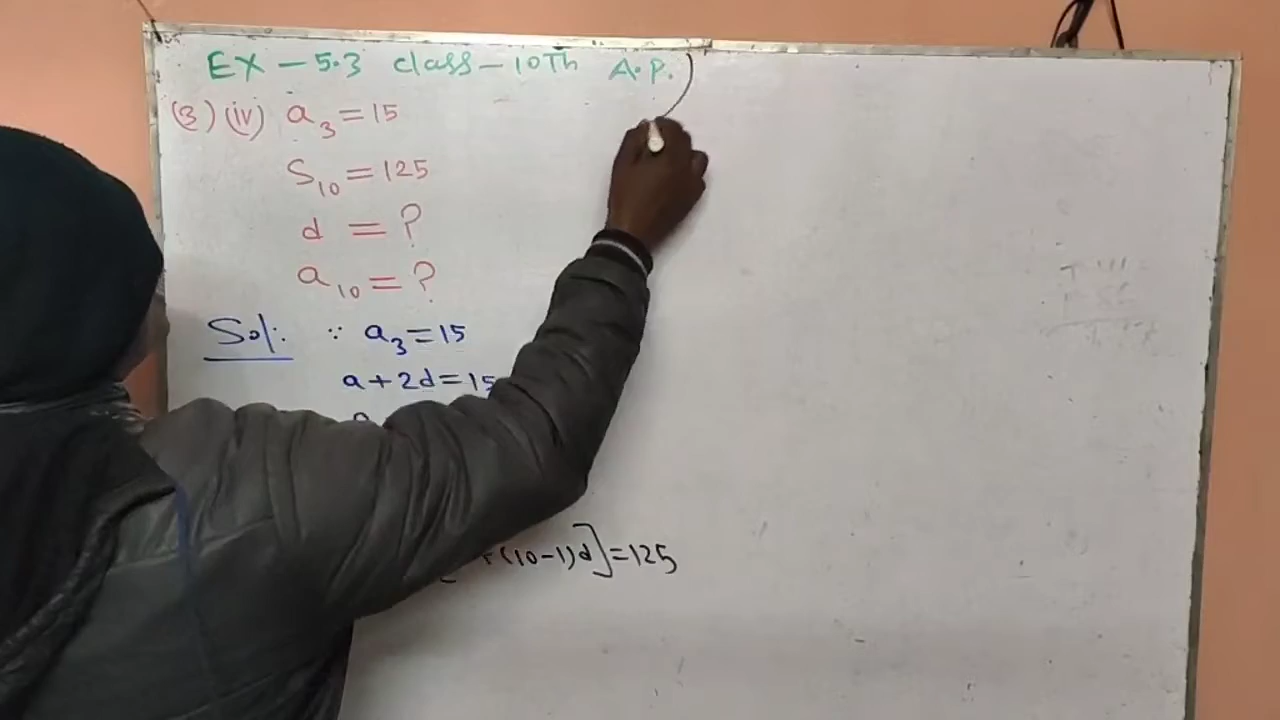 EX – 5.3 class – 10Th A.P.
(3) (iv) a₃ = 15
S₁₀ = 125
d = ?
a₁₀ = ?
Sol: ∵ a₃ = 15
a + 2d = 15
+ (10 – 1)d] = 125